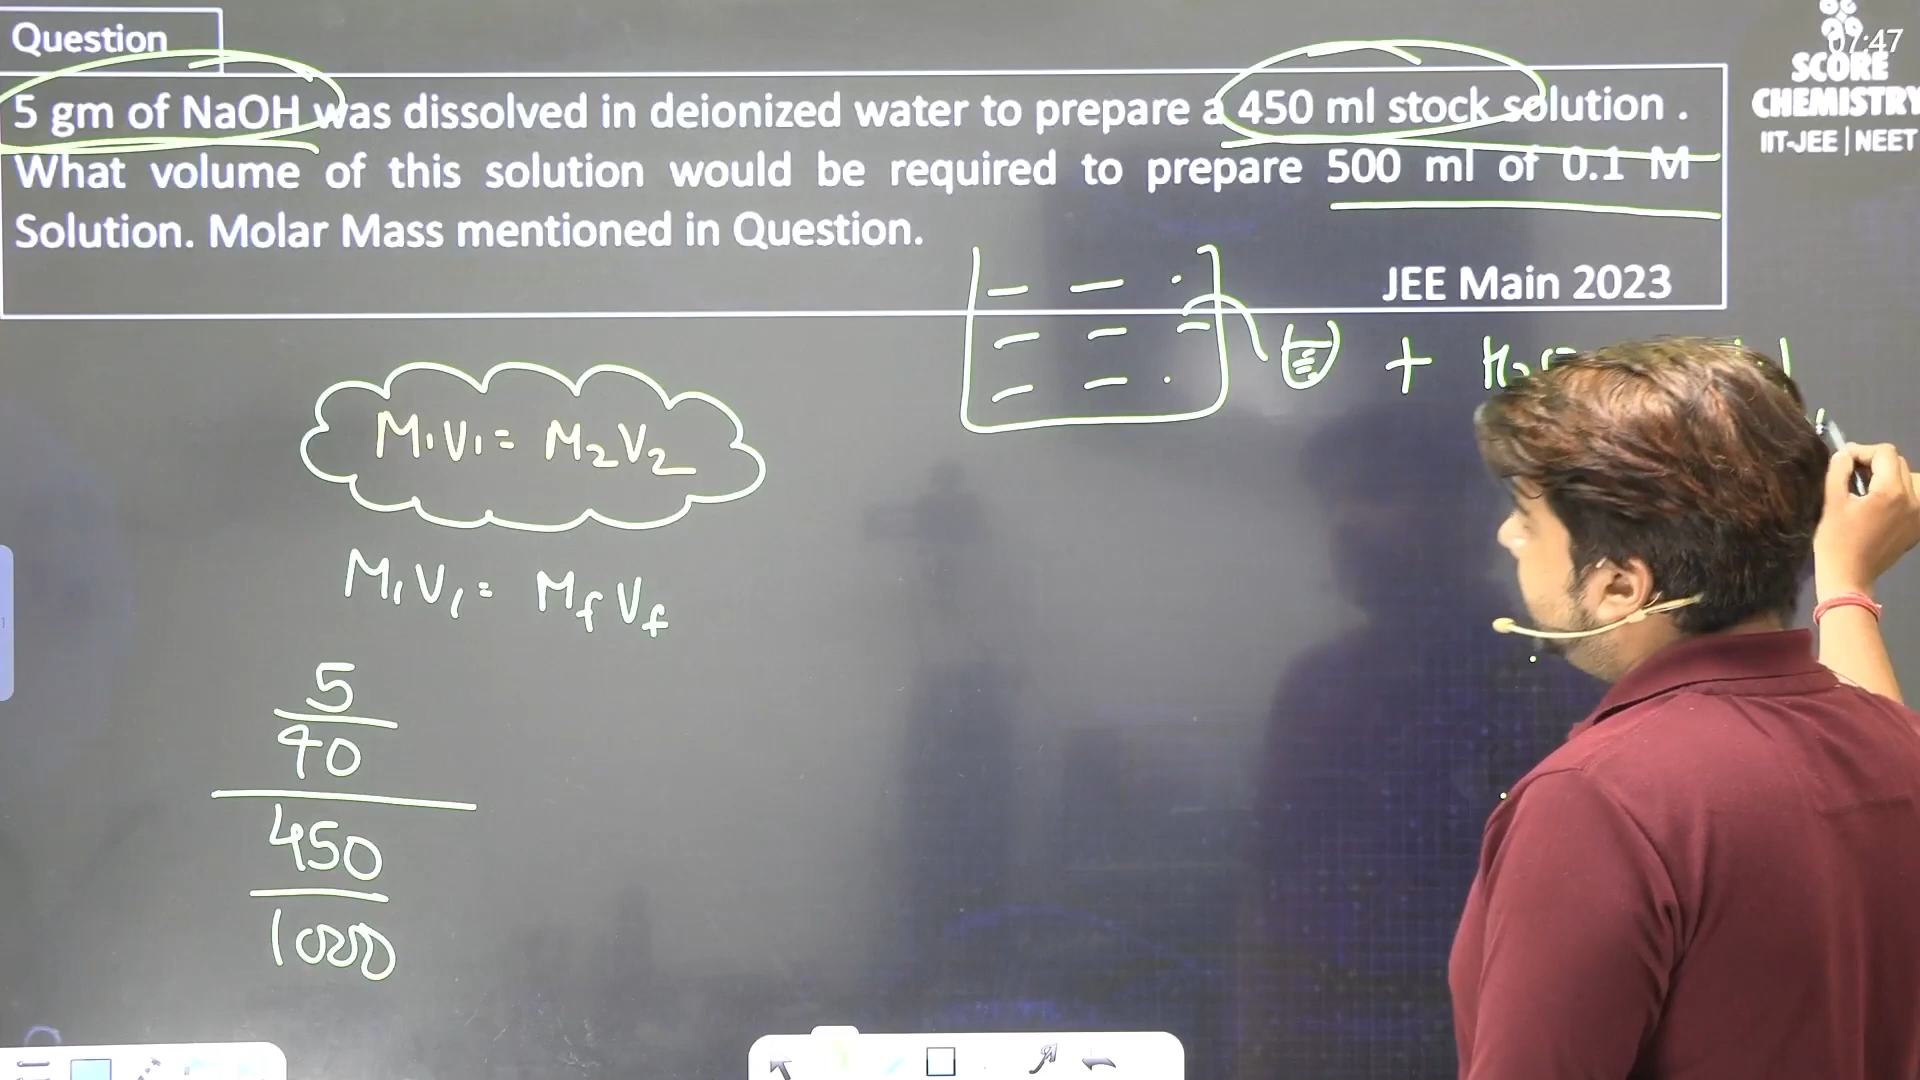 Question
07:47
SCORE
CHEMISTRY
IIT-JEE | NEET
5 gm of NaOH was dissolved in deionized water to prepare a 450 ml stock solution .
What volume of this solution would be required to prepare 500 ml of 0.1 M
Solution. Molar Mass mentioned in Question.
JEE Main 2023
+
M1V1 = M2V2
M1V1 = MfVf
5
40
450
1000